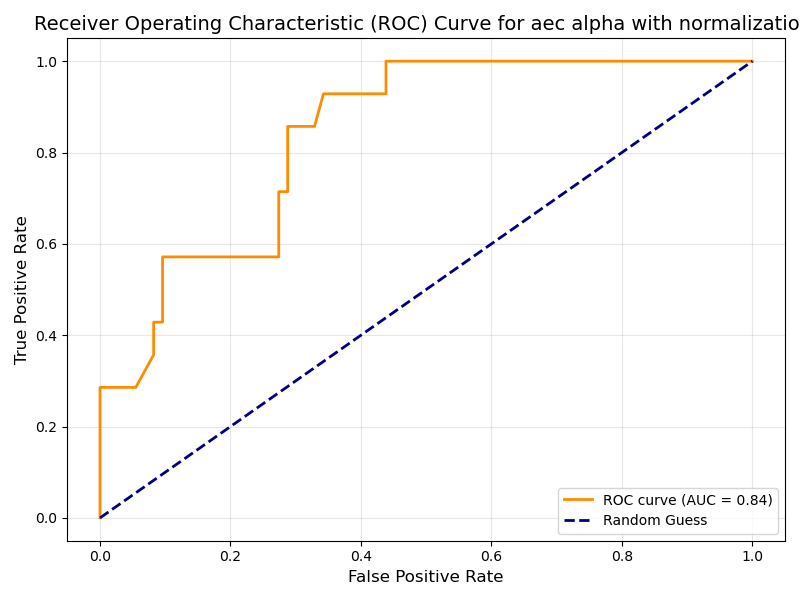 Receiver Operating Characteristic (ROC) Curve for aec alpha with normalizatio
1.0
0.8
0.6
0.4
0.2
0.0
True Positive Rate
0.0 0.2 0.4 0.6 0.8 1.0
False Positive Rate
ROC curve (AUC = 0.84)
Random Guess